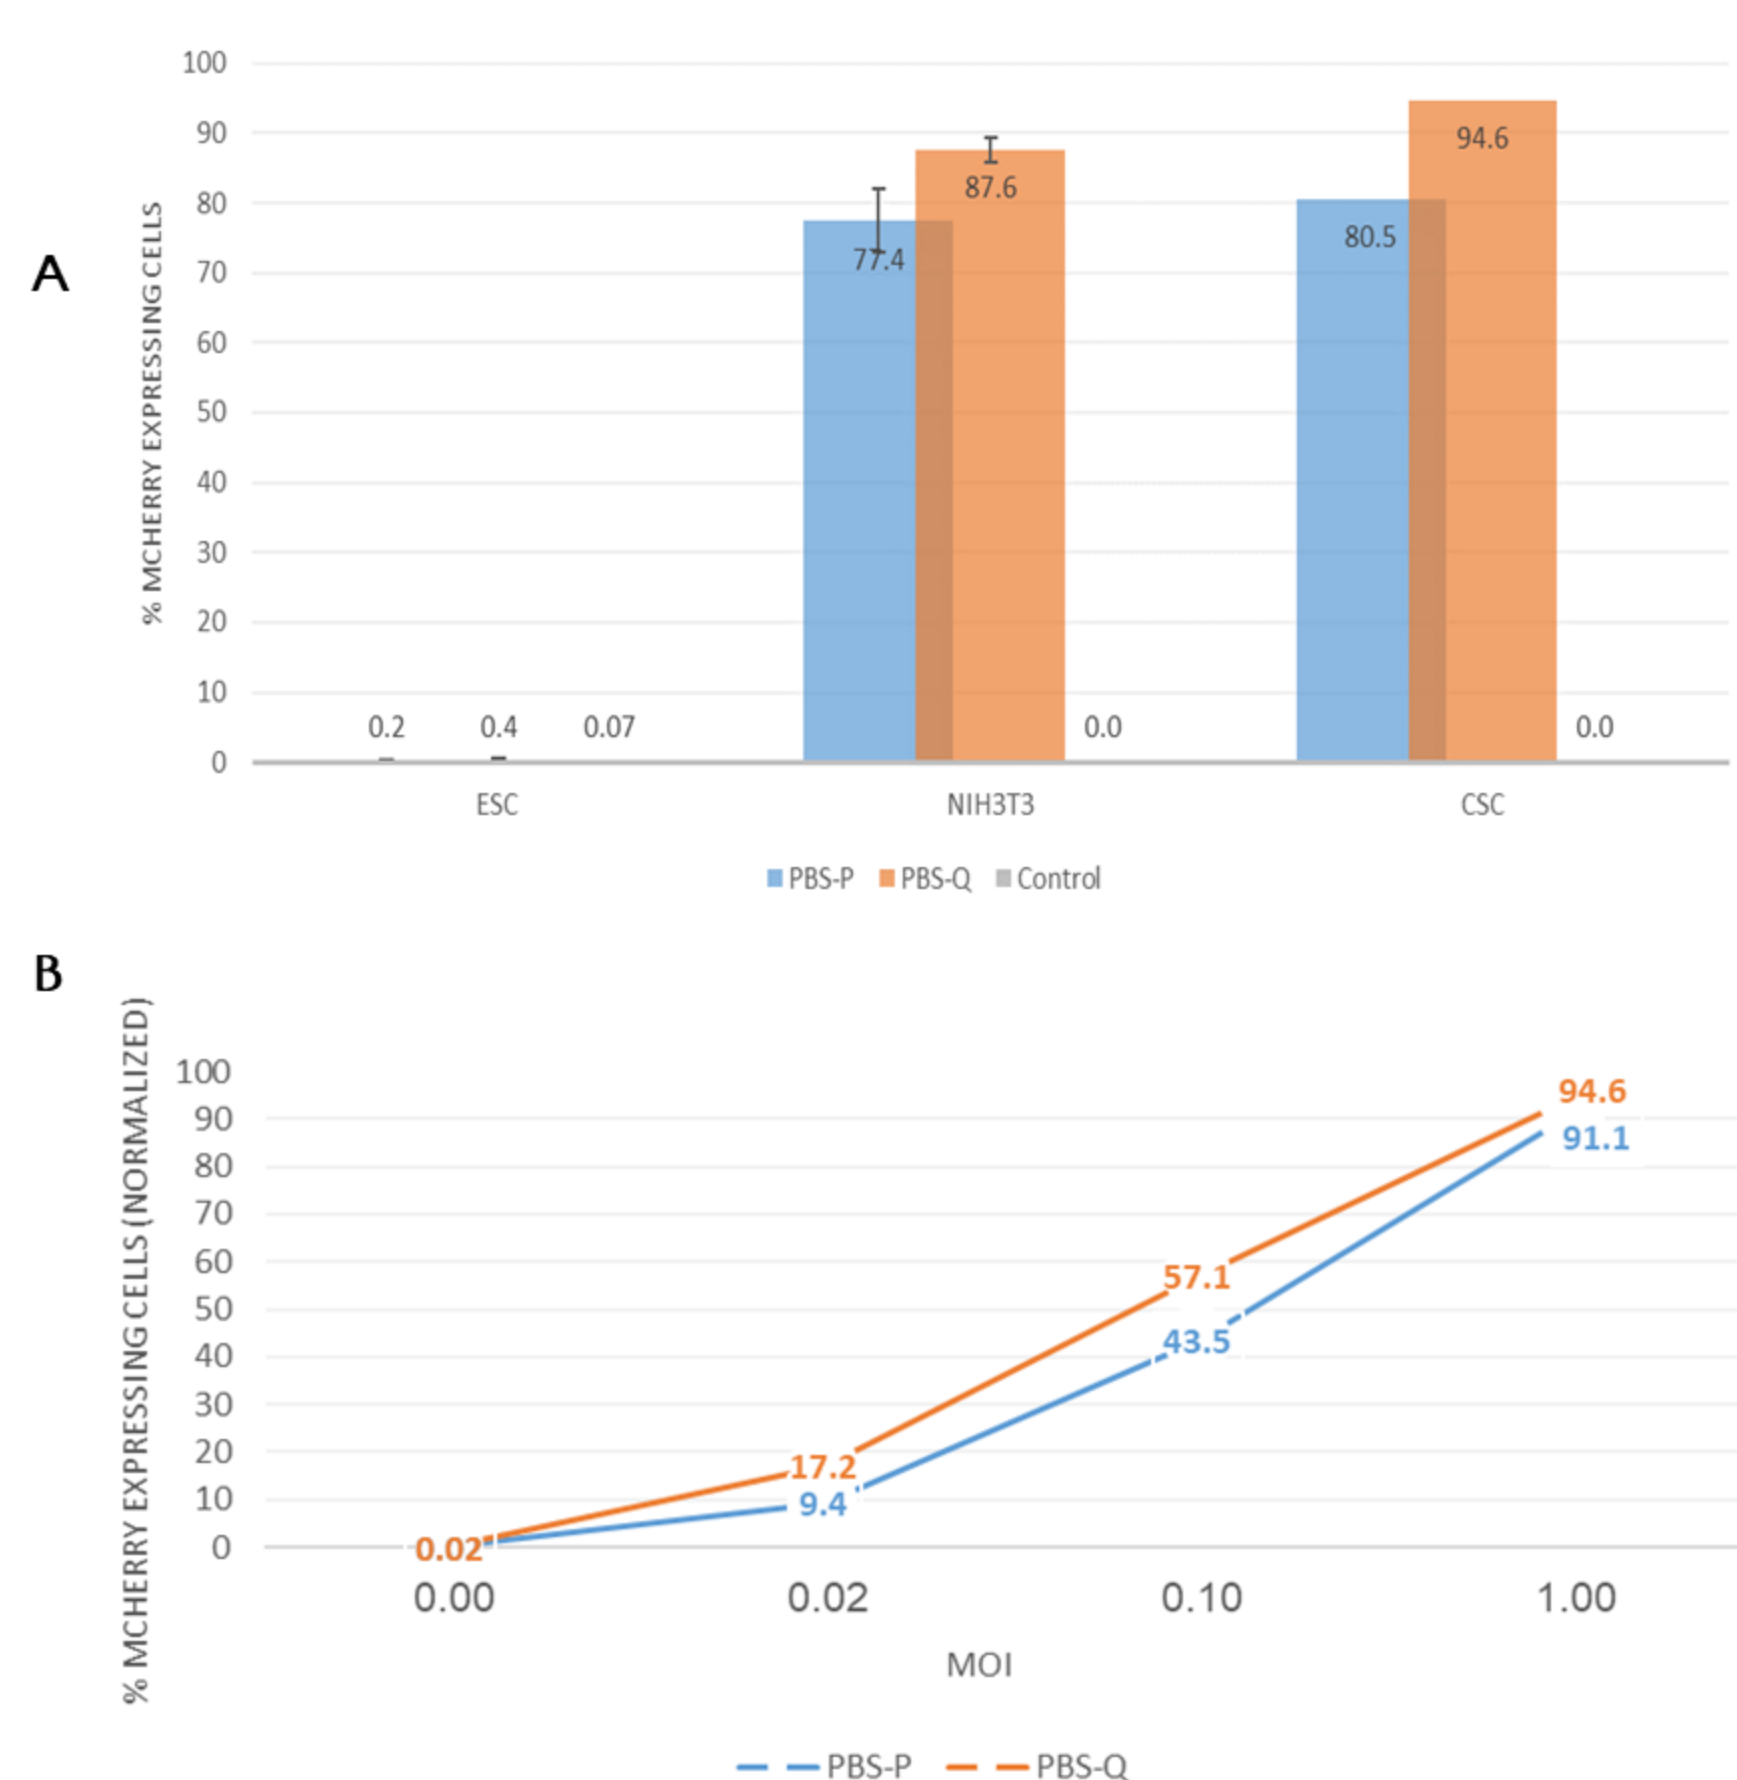 A
% MCHERRY EXPRESSING CELLS
100
90
80
70
60
50
40
30
20
10
0
0.2 0.4 0.07
77.4 87.6 0.0
80.5 94.6 0.0
ESC NIH3T3 CSC
PBS-P PBS-Q Control
B
% MCHERRY EXPRESSING CELLS (NORMALIZED)
100
90
80
70
60
50
40
30
20
10
0
94.6
91.1
57.1
43.5
17.2
9.4
0.02
0.00 0.02 0.10 1.00
MOI
PBS-P PBS-Q